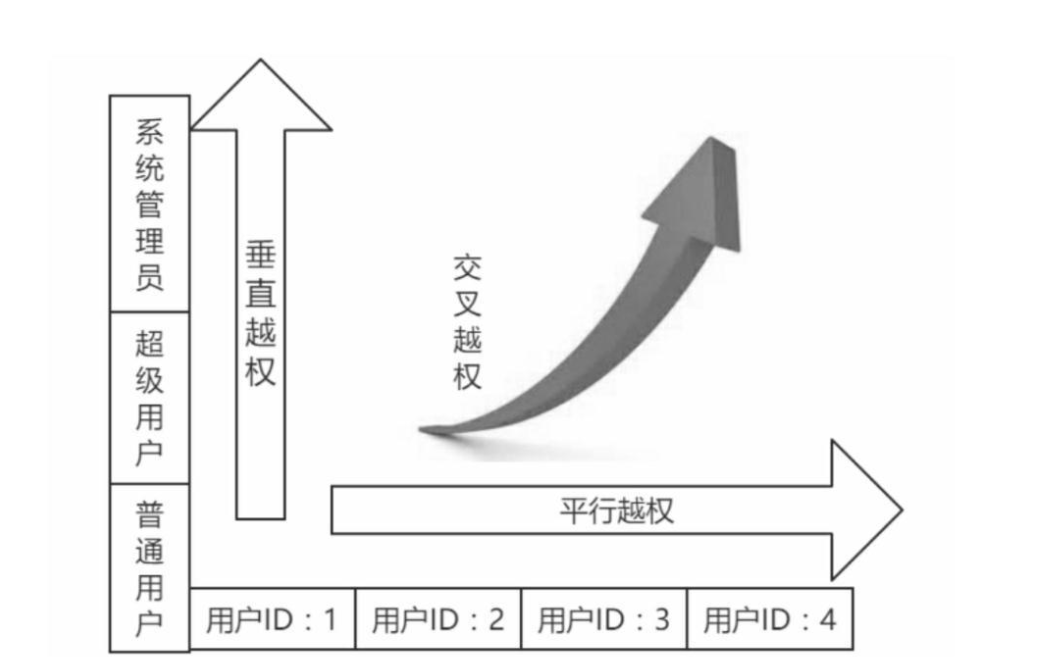 系统管理员
超级用户
普通用户
垂直越权
交叉越权
平行越权
用户ID：1
用户ID：2
用户ID：3
用户ID：4